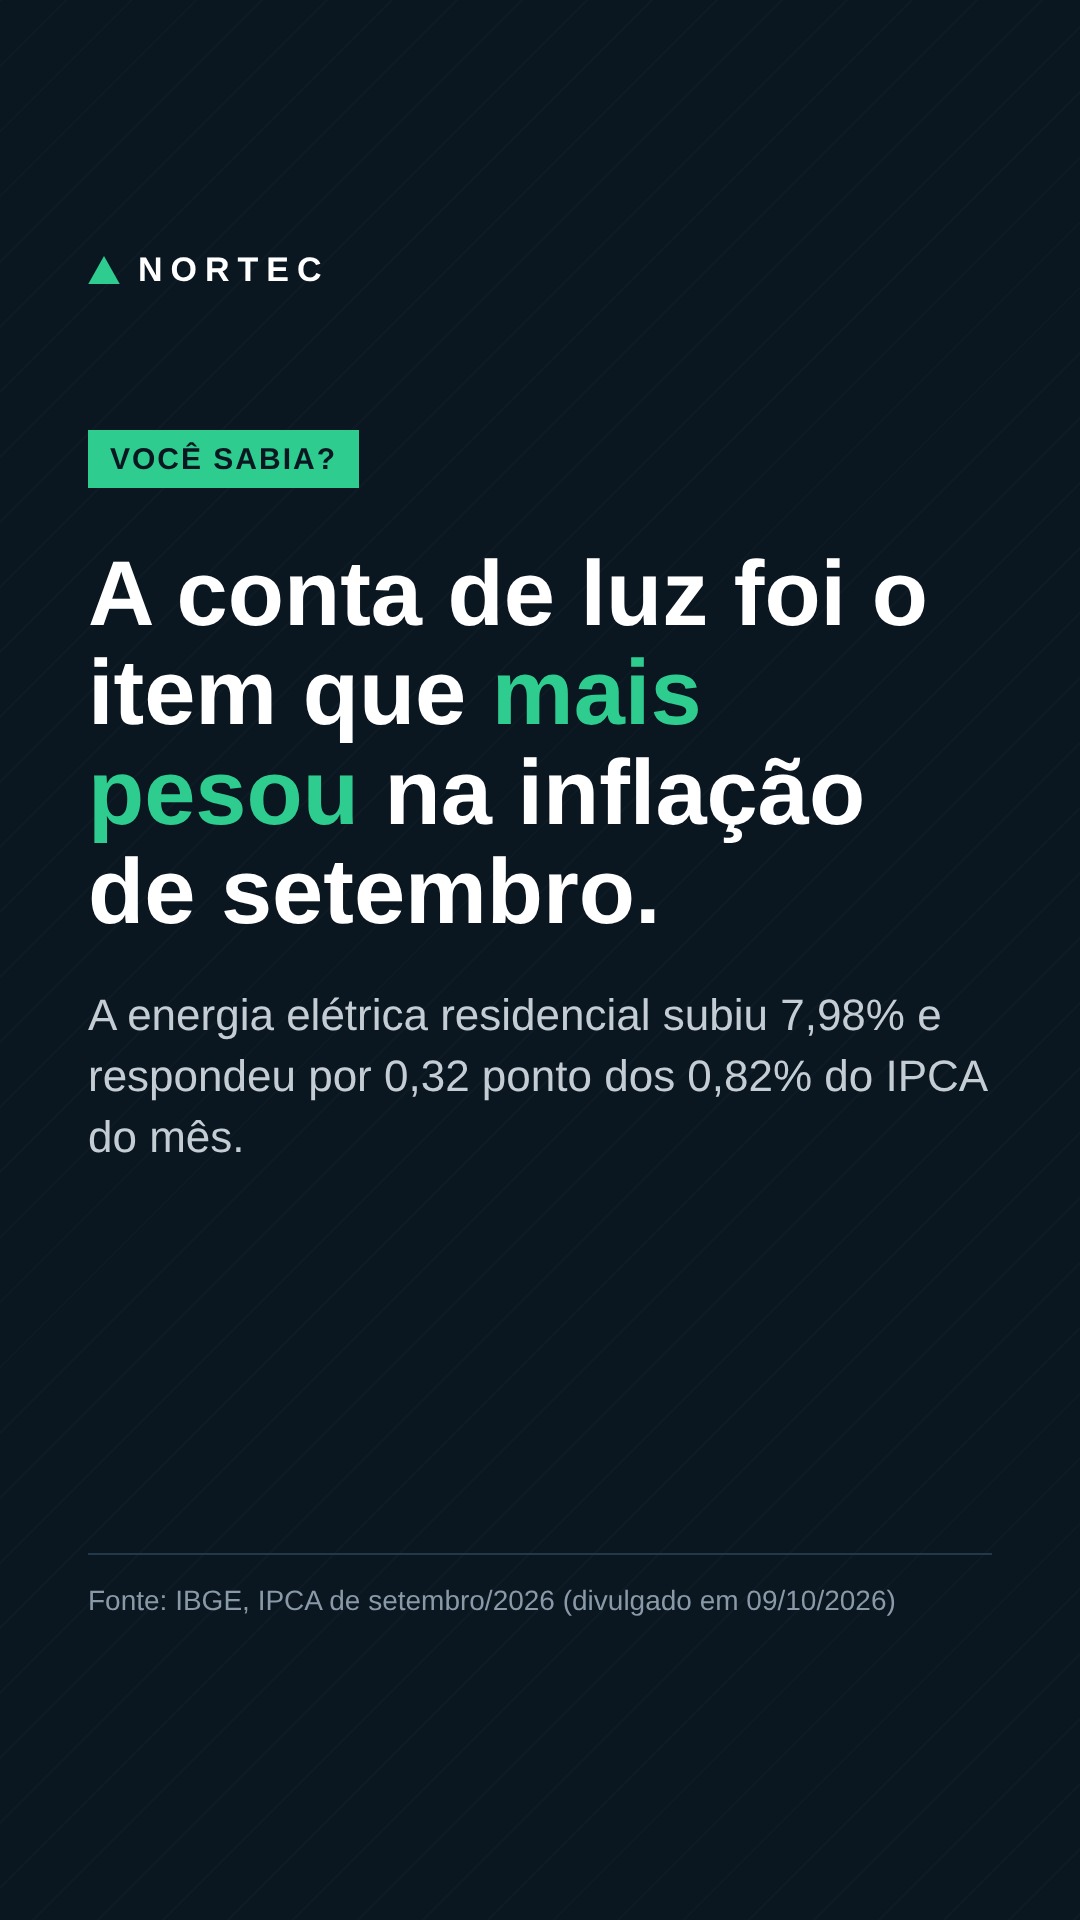 NORTEC
VOCÊ SABIA?
A conta de luz foi o
item que mais
pesou na inflação
de setembro.
A energia elétrica residencial subiu 7,98% e
respondeu por 0,32 ponto dos 0,82% do IPCA
do mês.
Fonte: IBGE, IPCA de setembro/2026 (divulgado em 09/10/2026)